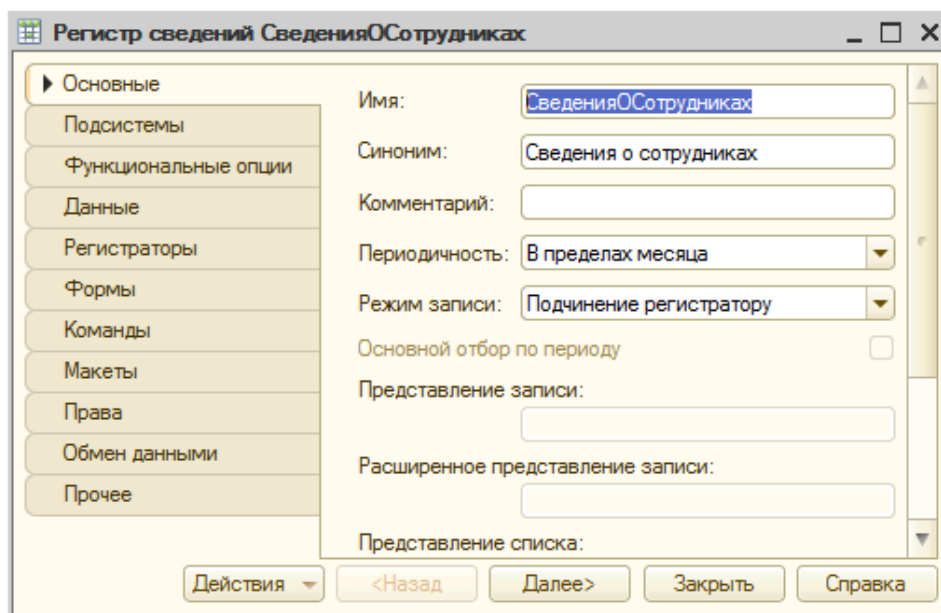 Регистр сведений СведенияОСотрудниках
Основные
Подсистемы
Функциональные опции
Данные
Регистраторы
Формы
Команды
Макеты
Права
Обмен данными
Прочее
Имя: СведенияОСотрудниках
Синоним: Сведения о сотрудниках
Комментарий:
Периодичность: В пределах месяца
Режим записи: Подчинение регистратору
Основной отбор по периоду
Представление записи:
Расширенное представление записи:
Представление списка:
Действия <Назад Далее> Закрыть Справка